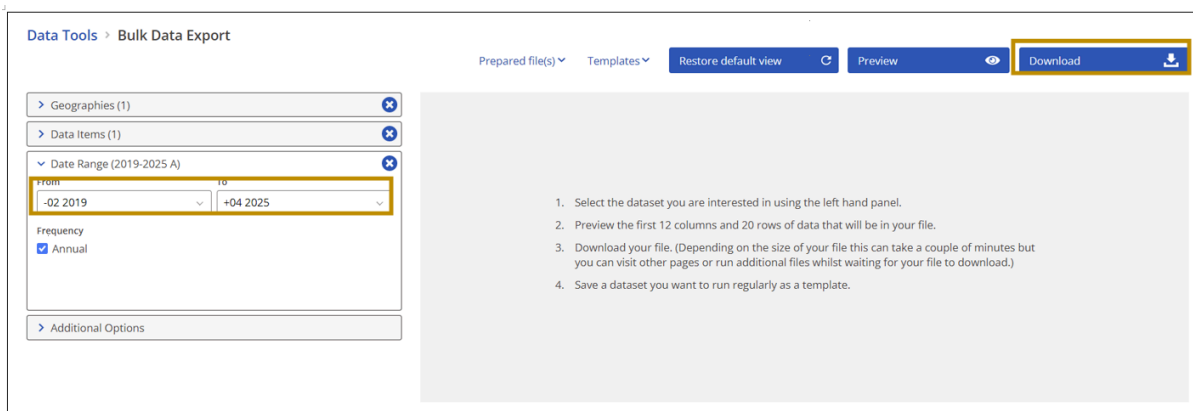 Data Tools > Bulk Data Export
Prepared file(s) Templates Restore default view Preview Download
Geographies (1)
Data Items (1)
Date Range (2019-2025 A)
From To
-02 2019 +04 2025
Frequency
Annual
Additional Options
1. Select the dataset you are interested in using the left hand panel.
2. Preview the first 12 columns and 20 rows of data that will be in your file.
3. Download your file. (Depending on the size of your file this can take a couple of minutes but
you can visit other pages or run additional files whilst waiting for your file to download.)
4. Save a dataset you want to run regularly as a template.